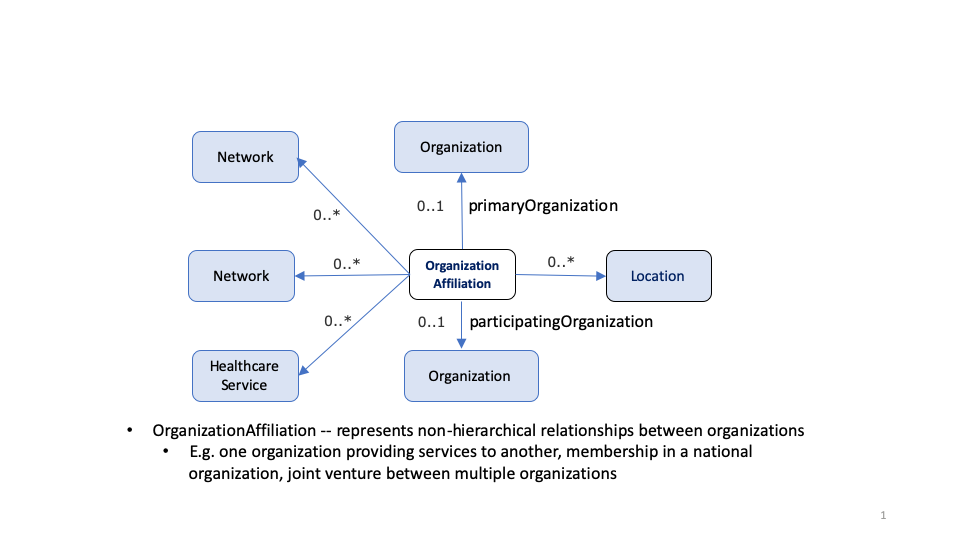 Network
Organization
0..*
0..1
primaryOrganization
Network
0..*
Organization
Affiliation
0..*
Location
0..*
0..1
participatingOrganization
Healthcare
Service
Organization
• OrganizationAffiliation -- represents non-hierarchical relationships between organizations
• E.g. one organization providing services to another, membership in a national
organization, joint venture between multiple organizations
1